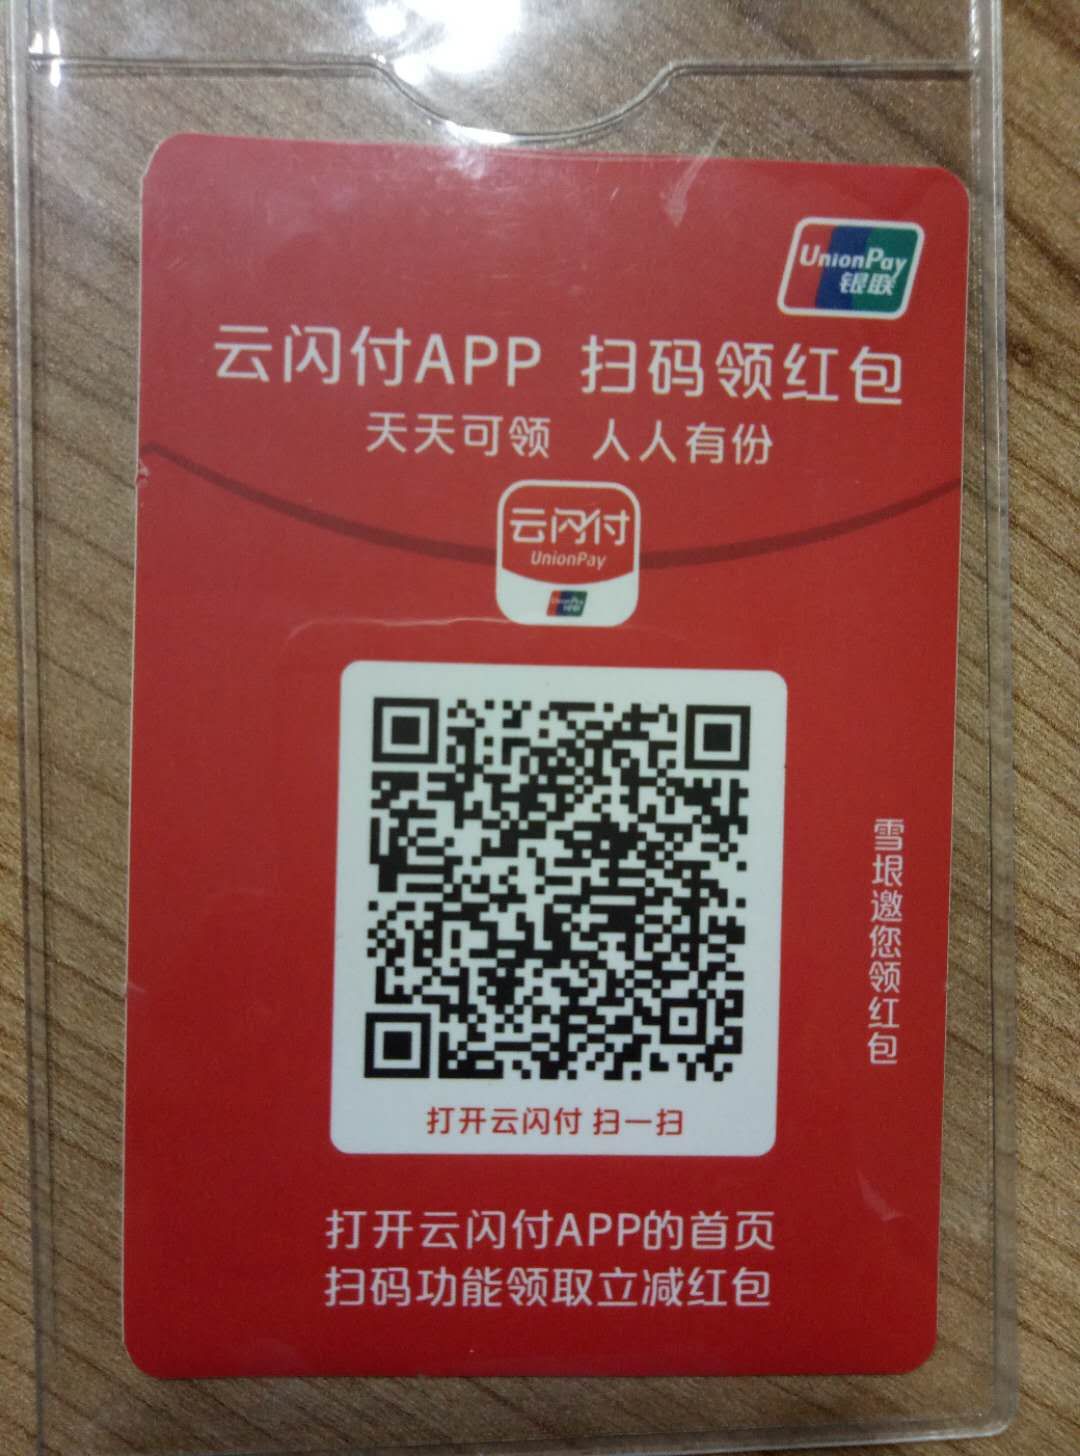 UnionPay
银联
云闪付APP 扫码领红包
天天可领 人人有份
云闪付
UnionPay
打开云闪付 扫一扫
雪垠邀您领红包
打开云闪付APP的首页
扫码功能领取立减红包